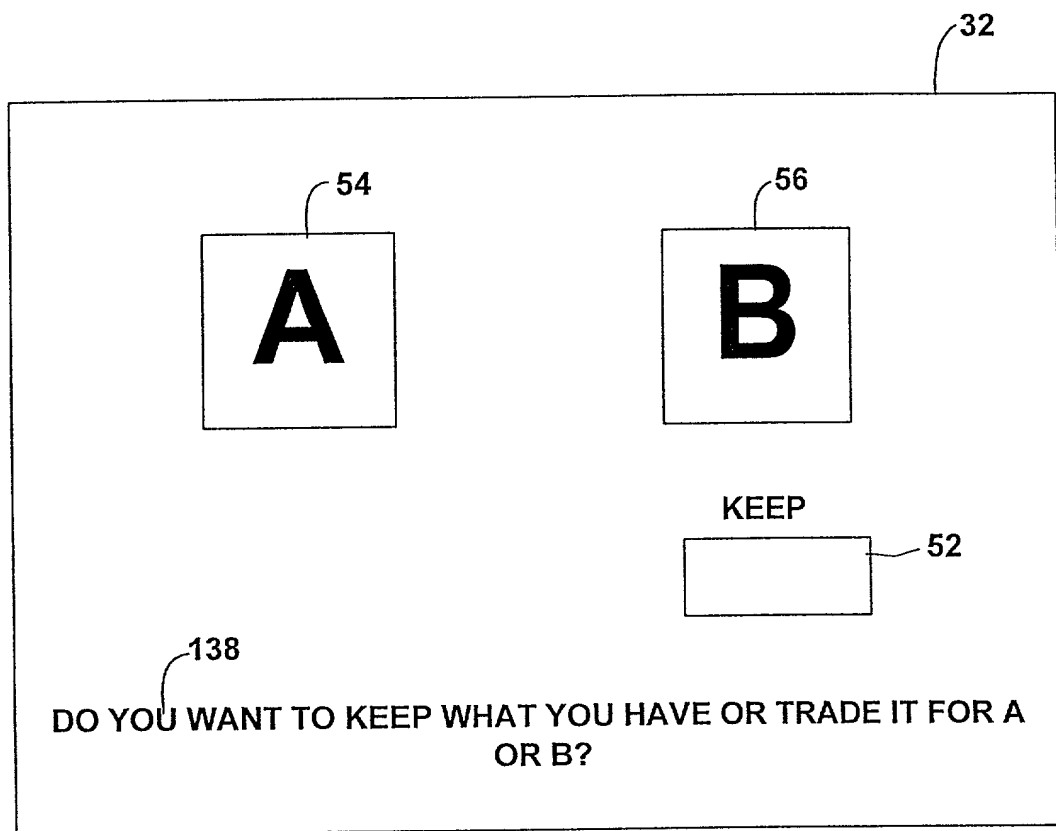 32
54
56
A
B
KEEP
52
138
DO YOU WANT TO KEEP WHAT YOU HAVE OR TRADE IT FOR A
OR B?